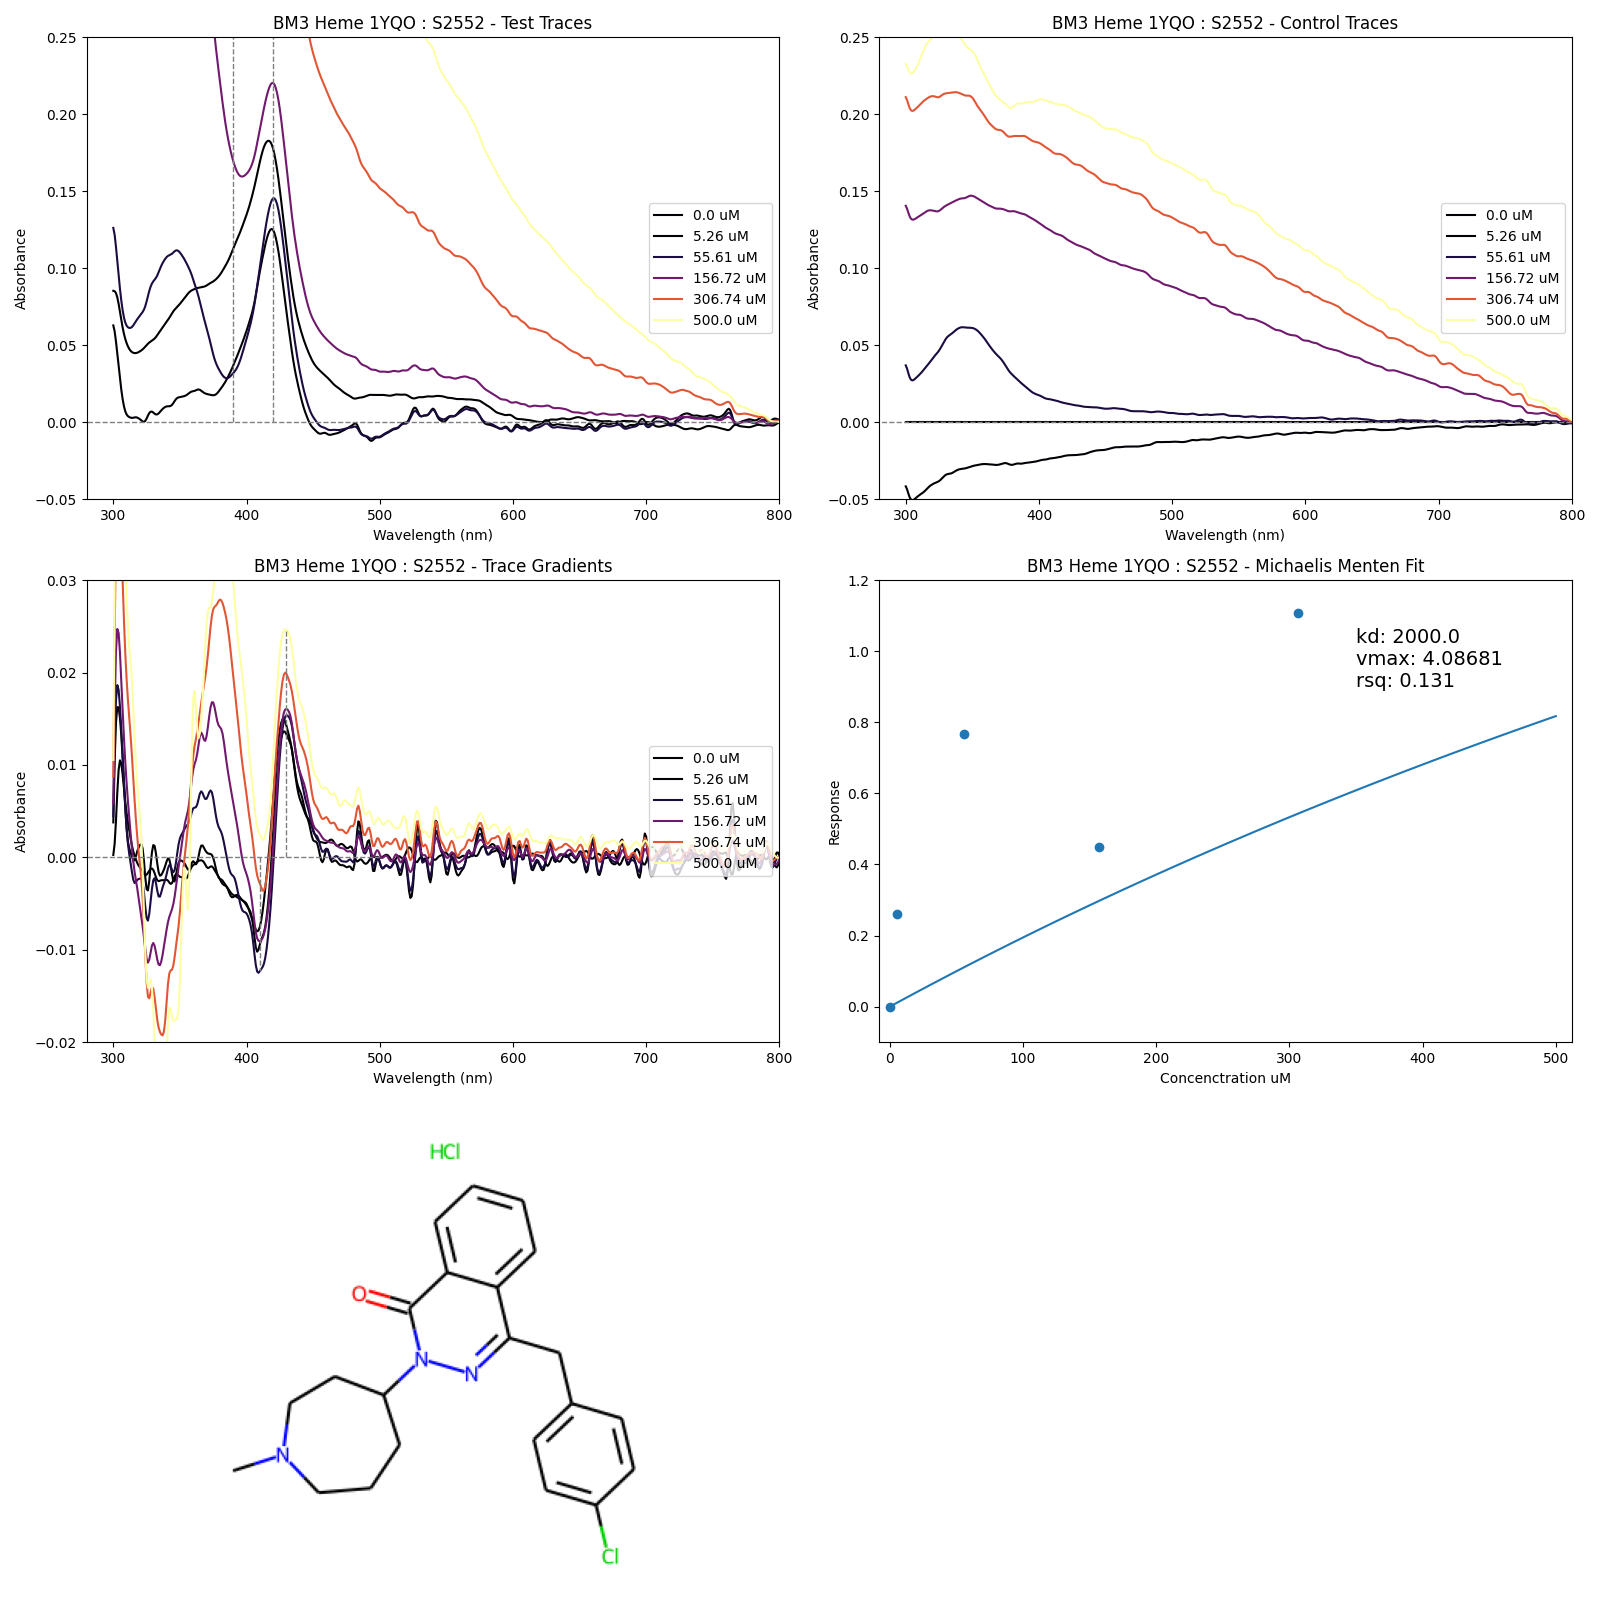 BM3 Heme 1YQO : S2552 - Test Traces
0.25
0.20
0.15
0.10
0.05
0.00
−0.05
Absorbance
300
400
500
600
700
800
Wavelength (nm)
0.0 uM
5.26 uM
55.61 uM
156.72 uM
306.74 uM
500.0 uM
BM3 Heme 1YQO : S2552 - Control Traces
0.25
0.20
0.15
0.10
0.05
0.00
−0.05
Absorbance
300
400
500
600
700
800
Wavelength (nm)
0.0 uM
5.26 uM
55.61 uM
156.72 uM
306.74 uM
500.0 uM
BM3 Heme 1YQO : S2552 - Trace Gradients
0.03
0.02
0.01
0.00
−0.01
−0.02
Absorbance
300
400
500
600
700
800
Wavelength (nm)
0.0 uM
5.26 uM
55.61 uM
156.72 uM
306.74 uM
500.0 uM
BM3 Heme 1YQO : S2552 - Michaelis Menten Fit
1.2
1.0
0.8
0.6
0.4
0.2
0.0
Response
0
100
200
300
400
500
Concenctration uM
kd: 2000.0
vmax: 4.08681
rsq: 0.131
HCl
O
N
N
N
Cl